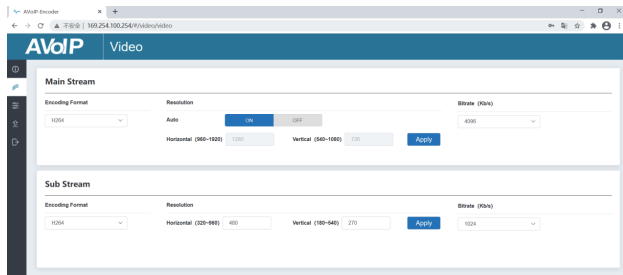 AVoIP-Encoder
不安全 | 169.254.100.254/#/video/video
AVoIP Video
Main Stream
Encoding Format Resolution Bitrate (Kb/s)
H264 Auto ON OFF 4096
Horizontal (960~1920) 1280 Vertical (540~1080) 720 Apply
Sub Stream
Encoding Format Resolution Bitrate (Kb/s)
H264 Horizontal (320~960) 480 Vertical (180~540) 270 Apply 1024